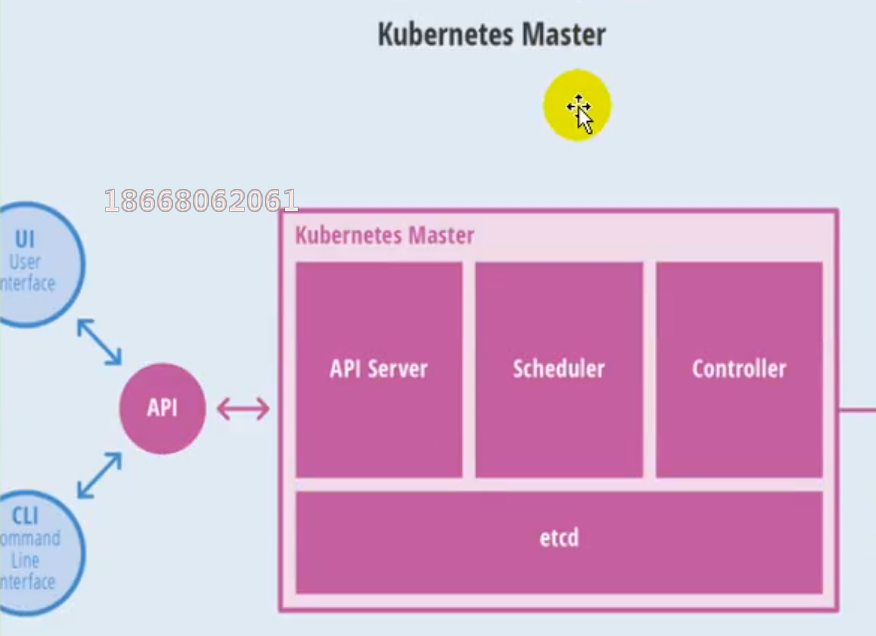 Kubernetes Master
18668062061
Kubernetes Master
UI
User
nterface
API Server
Scheduler
Controller
API
CLI
ommand
Line
nterface
etcd